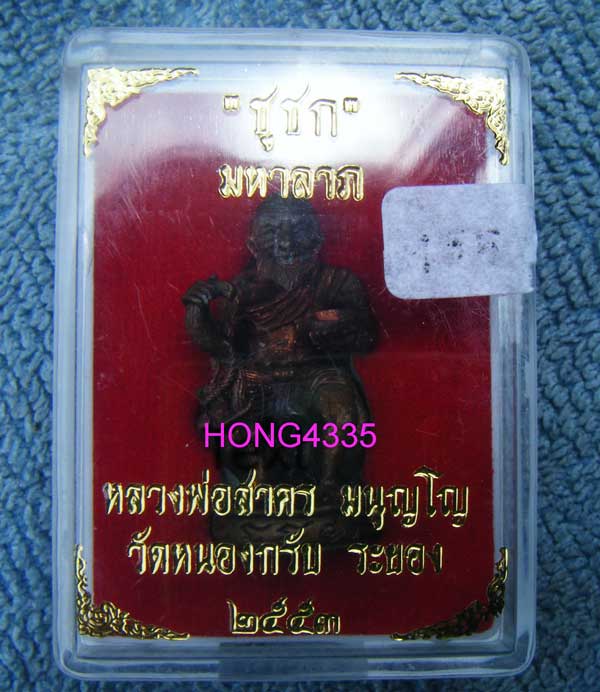 "ชูชก"
มหาลาภ
HONG4335
หลวงพ่อสาคร มนุญโญ
วัดหนองกรับ ระยอง
๒๕๕๓